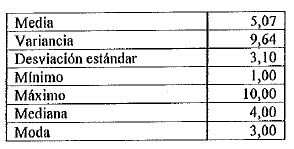 Media 5,07
Variancia 9,64
Desviación estándar 3,10
Mínimo 1,00
Máximo 10,00
Mediana 4,00
Moda 3,00